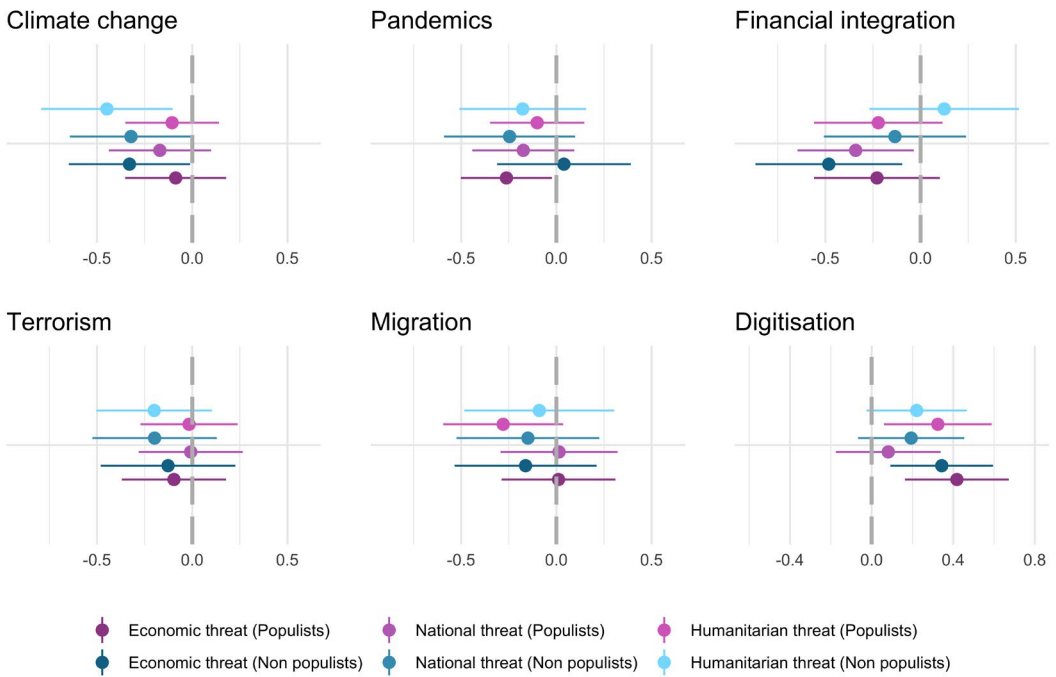 Climate change
Pandemics
Financial integration
-0.5 0.0 0.5
-0.5 0.0 0.5
-0.5 0.0 0.5
Terrorism
Migration
Digitisation
-0.5 0.0 0.5
-0.5 0.0 0.5
-0.4 0.0 0.4 0.8
Economic threat (Populists)
National threat (Populists)
Humanitarian threat (Populists)
Economic threat (Non populists)
National threat (Non populists)
Humanitarian threat (Non populists)